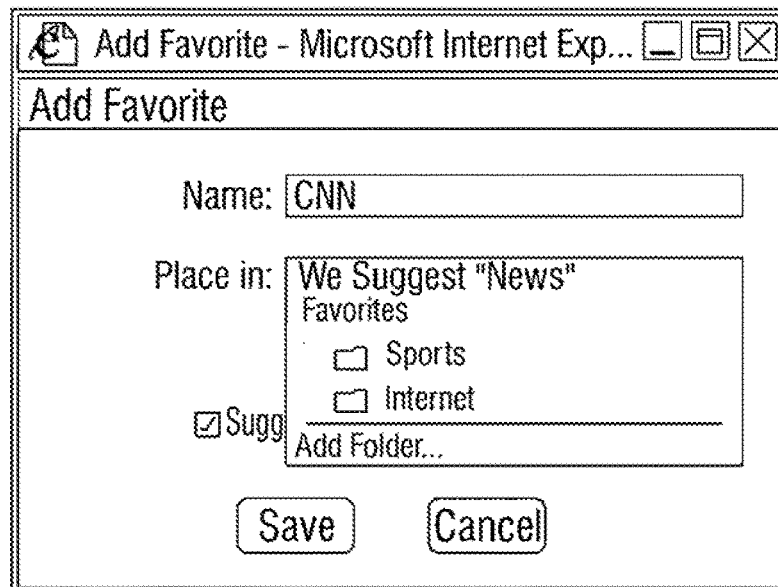 Add Favorite - Microsoft Internet Exp...
Add Favorite
Name: CNN
Place in: We Suggest "News"
Favorites
Sports
Internet
Sugg
Add Folder...
Save Cancel